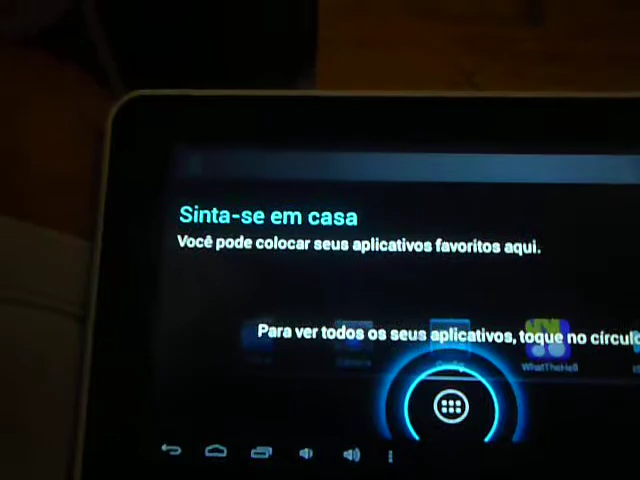 Sinta-se em casa
Você pode colocar seus aplicativos favoritos aqui.
Para ver todos os seus aplicativos, toque no círculo
WhatTheHell